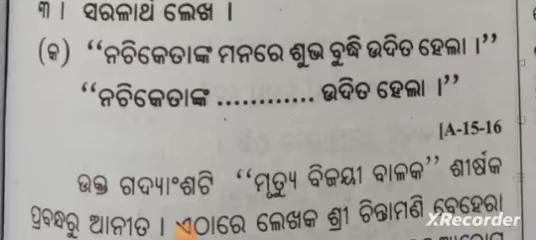 ୩। ସରଳାର୍ଥ ଲେଖ ।
(କ) “ନଚିକେତାଙ୍କ ମନରେ ଶୁଭ ବୁଦ୍ଧି ଉଦିତ ହେଲା ।”
“ନଚିକେତାଙ୍କ ............ ଉଦିତ ହେଲା ।”
[A-15-16
ଉକ୍ତ ଗଦ୍ୟାଂଶଟି “ମୃତ୍ୟୁ ବିଜୟୀ ବାଳକ” ଶୀର୍ଷକ
ପ୍ରବନ୍ଧରୁ ଆନୀତ । ଏଠାରେ ଲେଖକ ଶ୍ରୀ ଚିନ୍ତାମଣି ବେହେରା
XRecorder